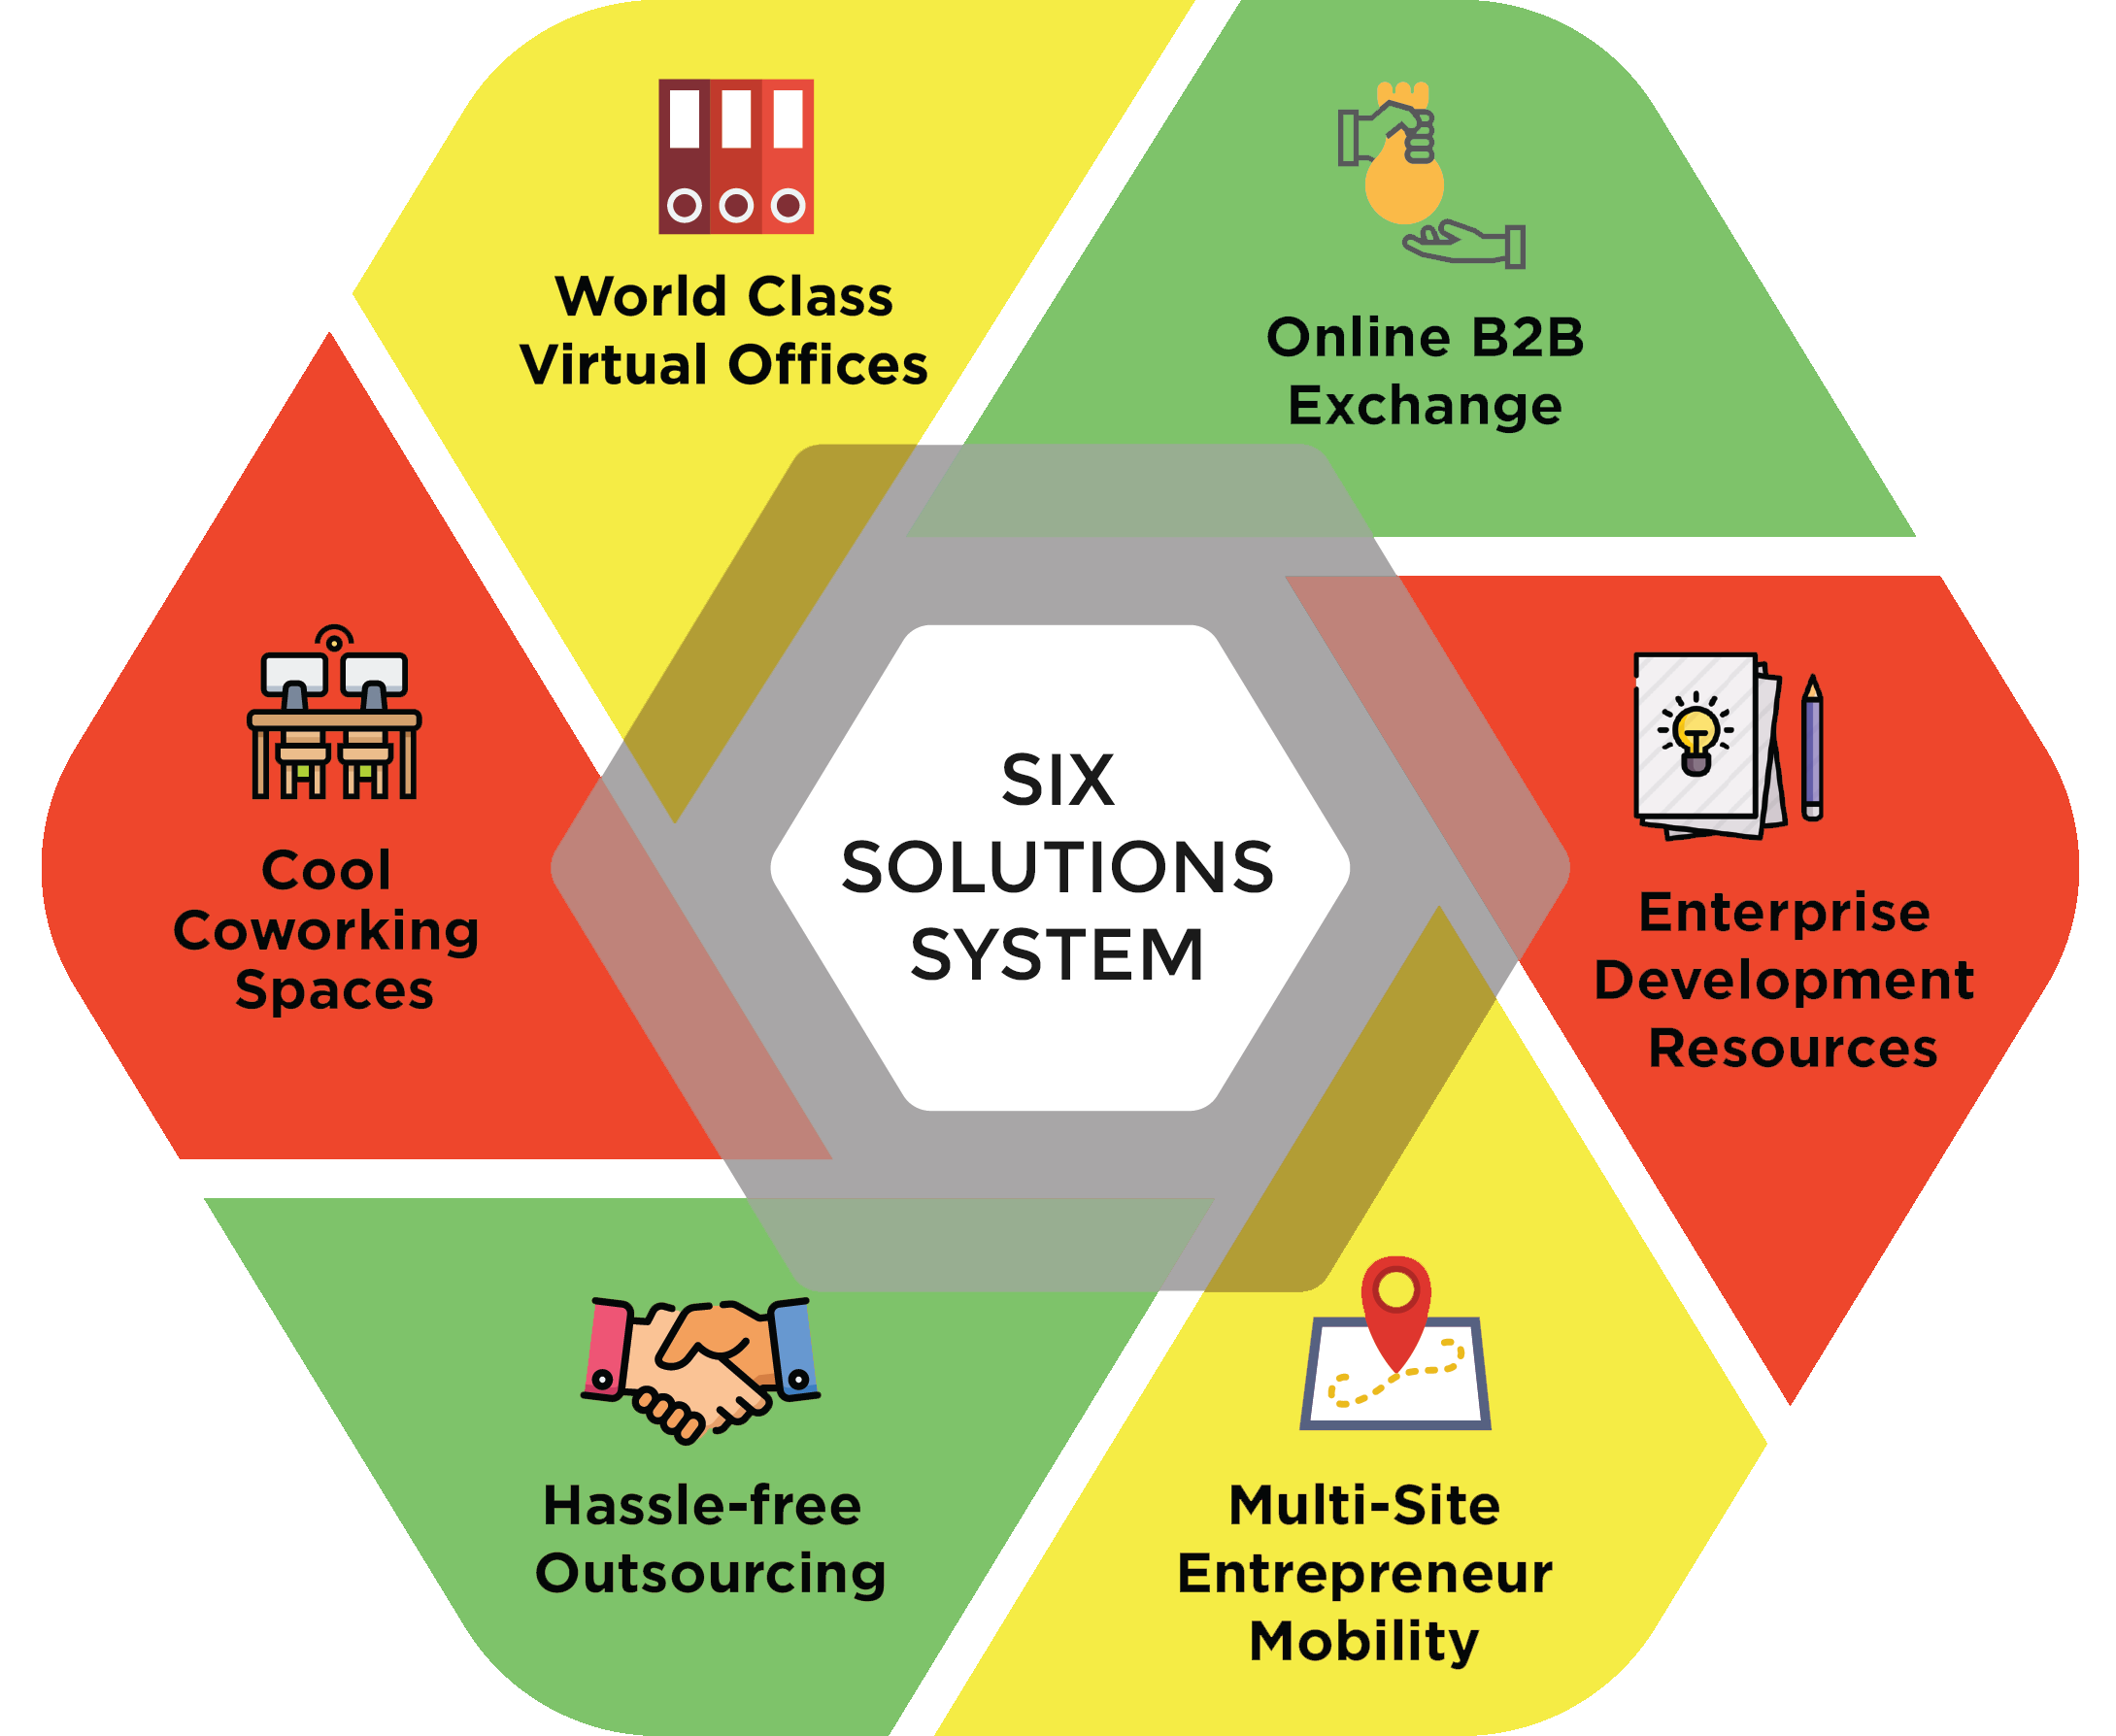 World Class
Virtual Offices
Online B2B
Exchange
Cool
Coworking
Spaces
SIX
SOLUTIONS
SYSTEM
Enterprise
Development
Resources
Hassle-free
Outsourcing
Multi-Site
Entrepreneur
Mobility